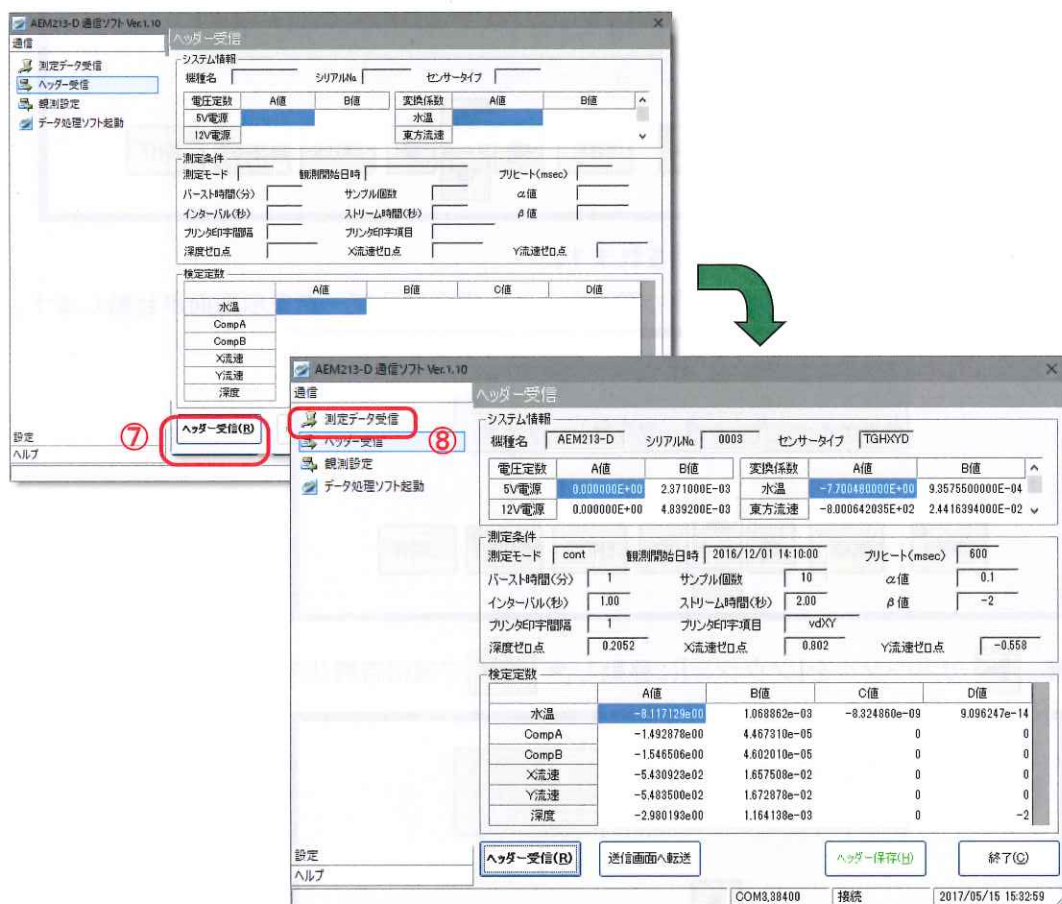 AEM213-D 通信ソフト Ver.1.10
通信
測定データ受信
ヘッダー受信
観測設定
データ処理ソフト起動
設定
ヘルプ
ヘッダー受信
システム情報
機種名 シリアルNo. センサータイプ
電圧定数 A値 B値 変換係数 A値 B値
5V電源 水温
12V電源 東方流速
測定条件
測定モード 観測開始日時 プリヒート(msec)
バースト時間(分) サンプル個数 α値
インターバル(秒) ストリーム時間(秒) β値
プリンタ印字間隔 プリンタ印字項目
深度ゼロ点 X流速ゼロ点 Y流速ゼロ点
検定定数
A値 B値 C値 D値
水温
CompA
CompB
X流速
Y流速
深度
⑦ ヘッダー受信(R)
AEM213-D 通信ソフト Ver.1.10
通信
測定データ受信
⑧
ヘッダー受信
観測設定
データ処理ソフト起動
設定
ヘルプ
ヘッダー受信
システム情報
機種名 AEM213-D シリアルNo. 0003 センサータイプ TGHXYD
電圧定数 A値 B値 変換係数 A値 B値
5V電源 0.000000E+00 2.371000E-03 水温 -7.700480000E+00 9.3575500000E-04
12V電源 0.000000E+00 4.839200E-03 東方流速 -8.000642035E+02 2.4416394000E-02
測定条件
測定モード cont 観測開始日時 2016/12/01 14:10:00 プリヒート(msec) 600
バースト時間(分) 1 サンプル個数 10 α値 0.1
インターバル(秒) 1.00 ストリーム時間(秒) 2.00 β値 -2
プリンタ印字間隔 1 プリンタ印字項目 vdXY
深度ゼロ点 0.2052 X流速ゼロ点 0.802 Y流速ゼロ点 -0.558
検定定数
A値 B値 C値 D値
水温 -8.117129e00 1.068862e-03 -8.324860e-09 9.096247e-14
CompA -1.492878e00 4.467310e-05 0 0
CompB -1.546506e00 4.602010e-05 0 0
X流速 -5.430923e02 1.657508e-02 0 0
Y流速 -5.483500e02 1.672878e-02 0 0
深度 -2.980193e00 1.164138e-03 0 -2
ヘッダー受信(R) 送信画面へ転送 ヘッダー保存(H) 終了(C)
COM3,38400 接続 2017/05/15 15:32:59